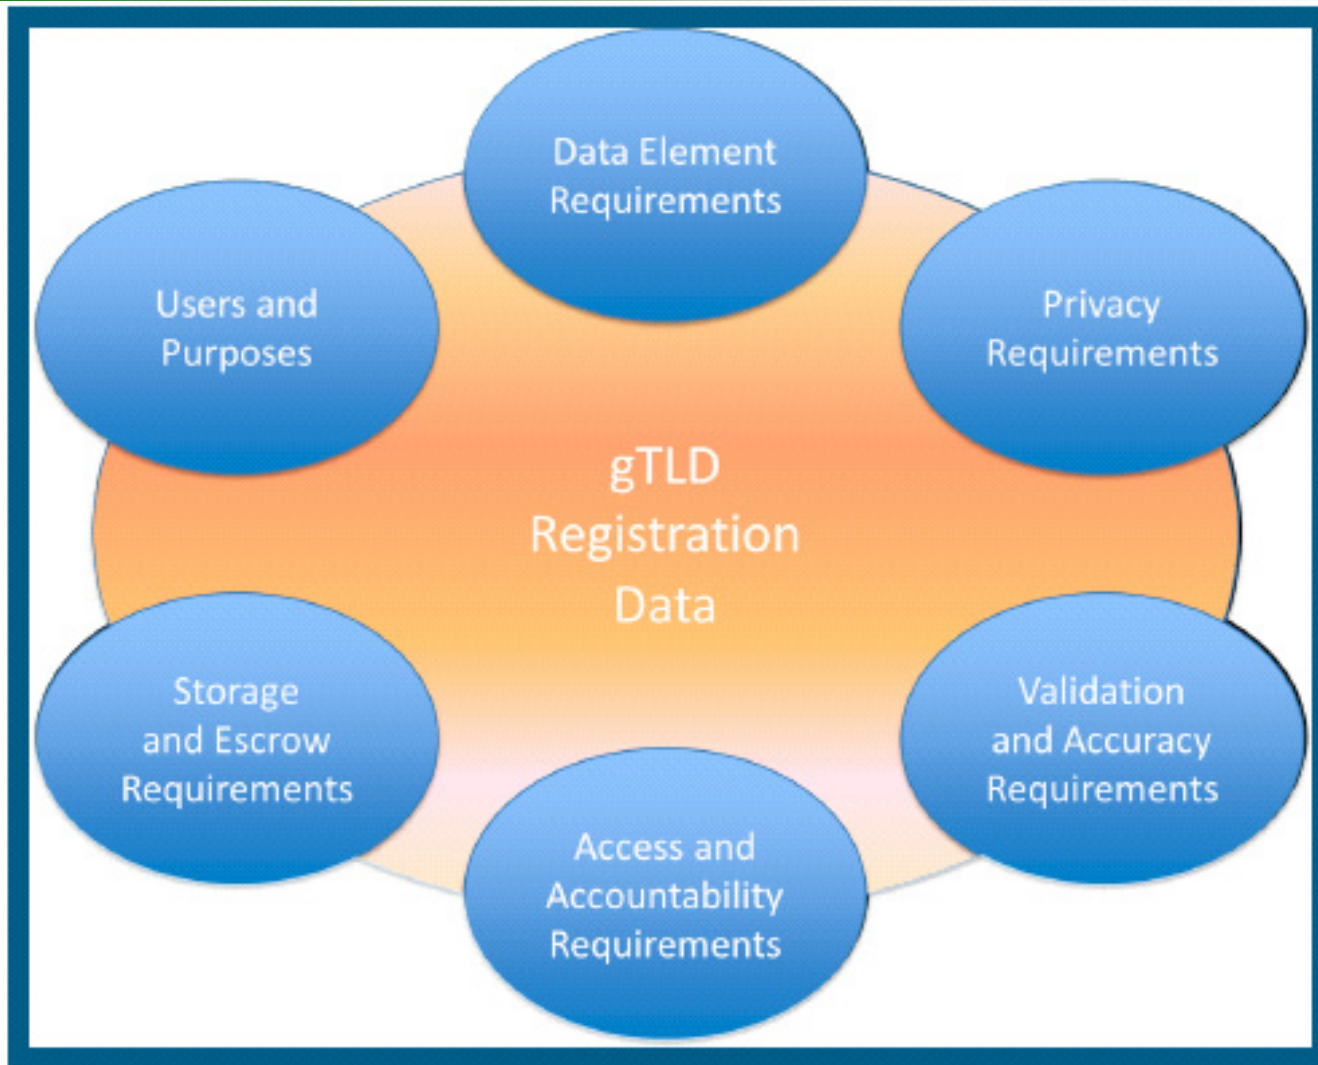 Data Element
Requirements
Users and
Purposes
Privacy
Requirements
gTLD
Registration
Data
Storage
and Escrow
Requirements
Validation
and Accuracy
Requirements
Access and
Accountability
Requirements